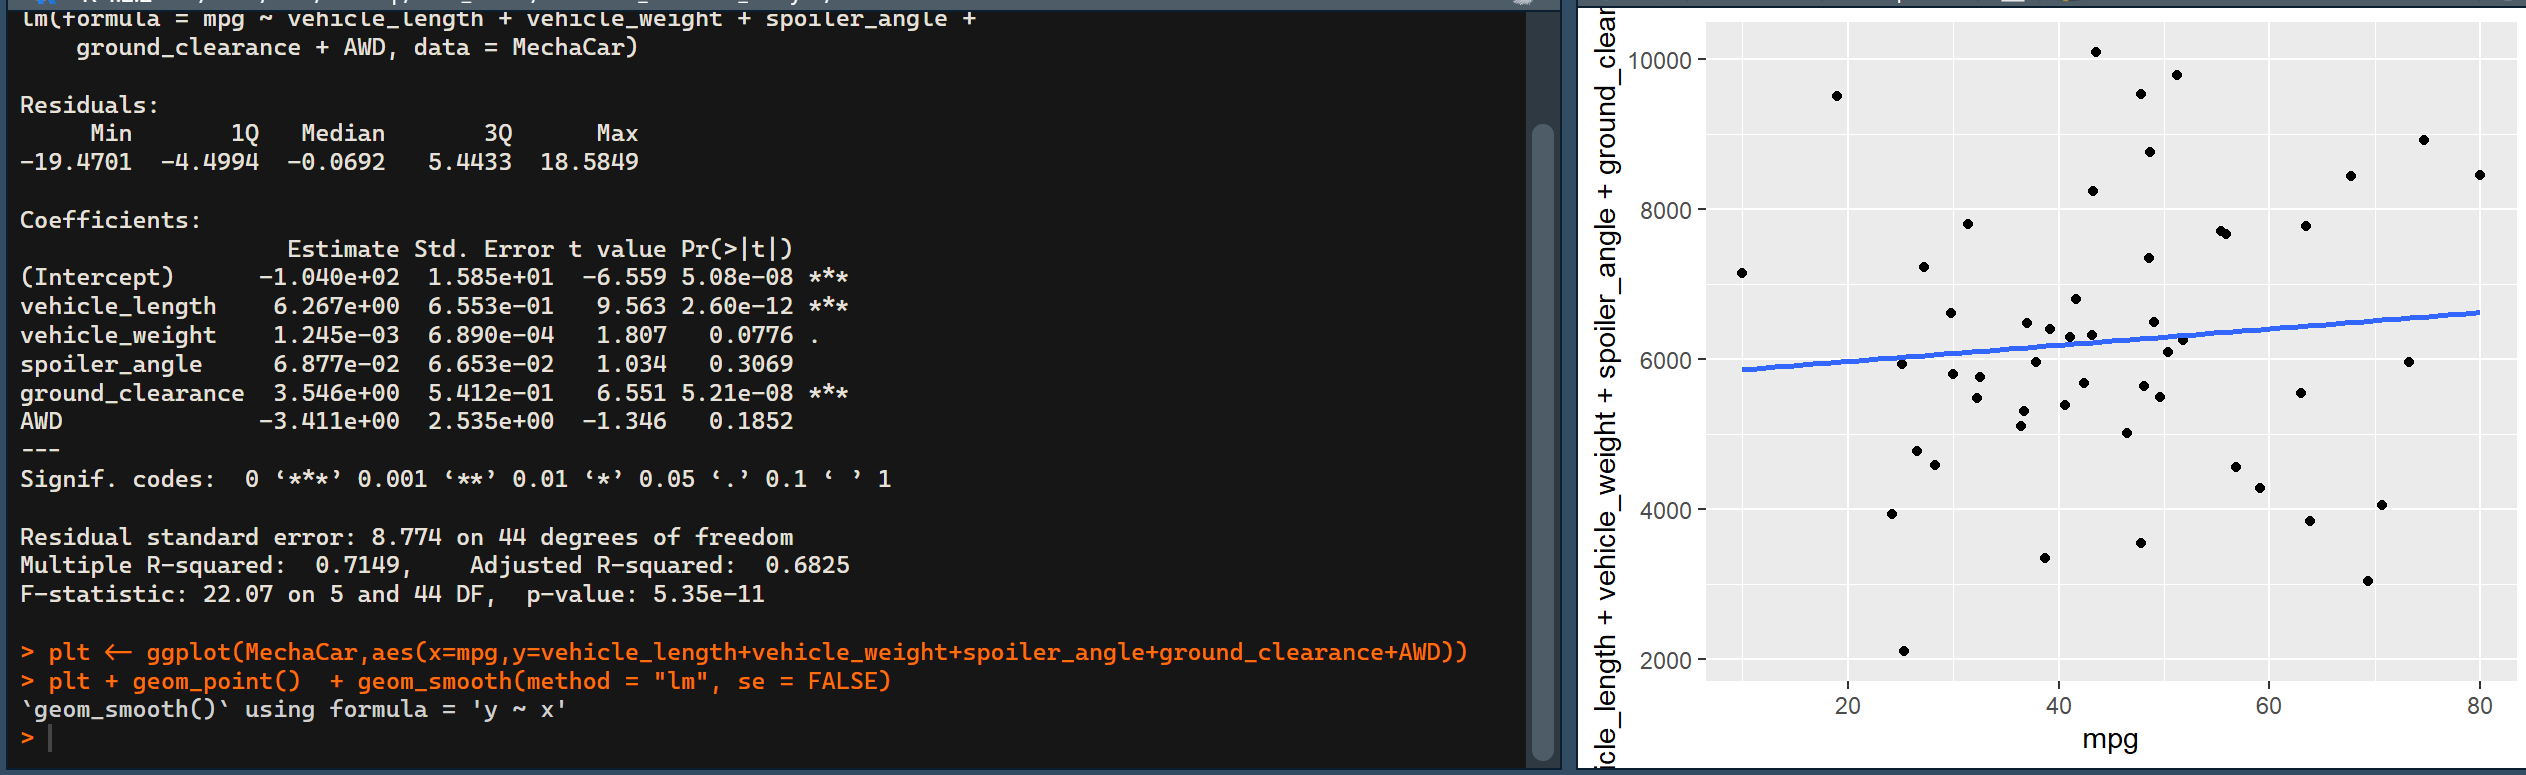 lm(formula = mpg ~ vehicle_length + vehicle_weight + spoiler_angle +
    ground_clearance + AWD, data = MechaCar)
Residuals:
     Min       1Q   Median       3Q      Max
-19.4701  -4.4994  -0.0692   5.4433  18.5849
Coefficients:
                   Estimate Std. Error t value Pr(>|t|)
(Intercept)      -1.040e+02  1.585e+01  -6.559 5.08e-08 ***
vehicle_length    6.267e+00  6.553e-01   9.563 2.60e-12 ***
vehicle_weight    1.245e-03  6.890e-04   1.807   0.0776 .
spoiler_angle     6.877e-02  6.653e-02   1.034   0.3069
ground_clearance  3.546e+00  5.412e-01   6.551 5.21e-08 ***
AWD              -3.411e+00  2.535e+00  -1.346   0.1852
---
Signif. codes:  0 ‘***’ 0.001 ‘**’ 0.01 ‘*’ 0.05 ‘.’ 0.1 ‘ ’ 1
Residual standard error: 8.774 on 44 degrees of freedom
Multiple R-squared:  0.7149,    Adjusted R-squared:  0.6825
F-statistic: 22.07 on 5 and 44 DF,  p-value: 5.35e-11
> plt <- ggplot(MechaCar,aes(x=mpg,y=vehicle_length+vehicle_weight+spoiler_angle+ground_clearance+AWD))
> plt + geom_point()  + geom_smooth(method = "lm", se = FALSE)
`geom_smooth()` using formula = 'y ~ x'
>
icle_length + vehicle_weight + spoiler_angle + ground_clear
10000
8000
6000
4000
2000
20 40 60 80
mpg